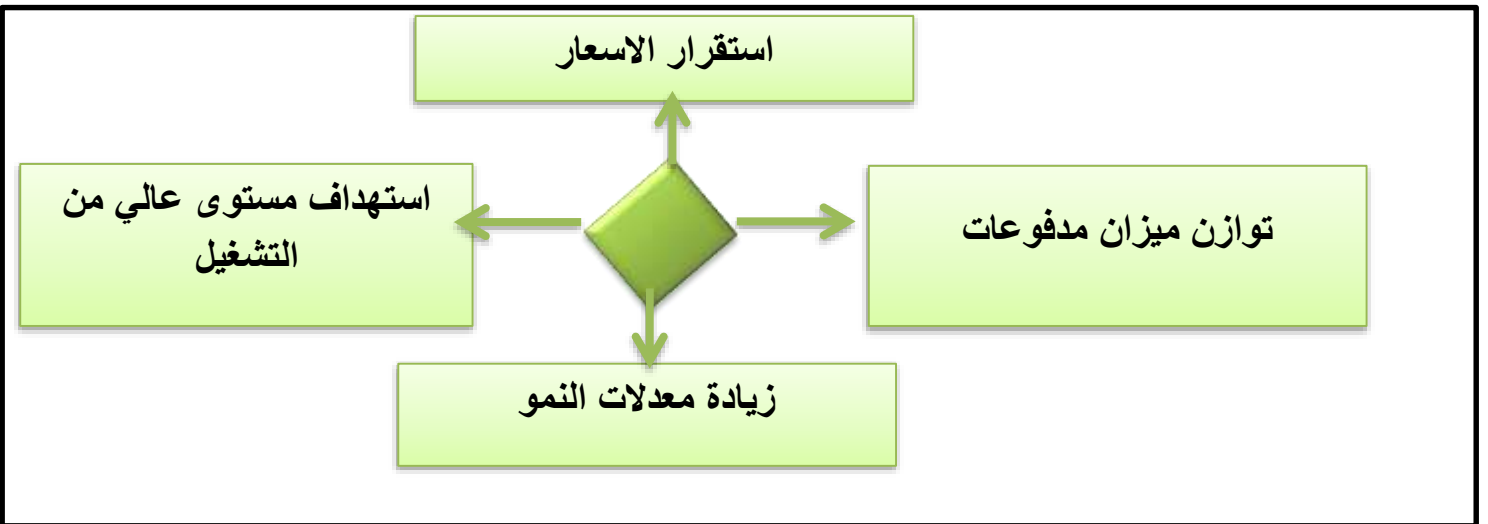 استقرار الاسعار
توازن ميزان مدفوعات
استهداف مستوى عالي من
التشغيل
زيادة معدلات النمو